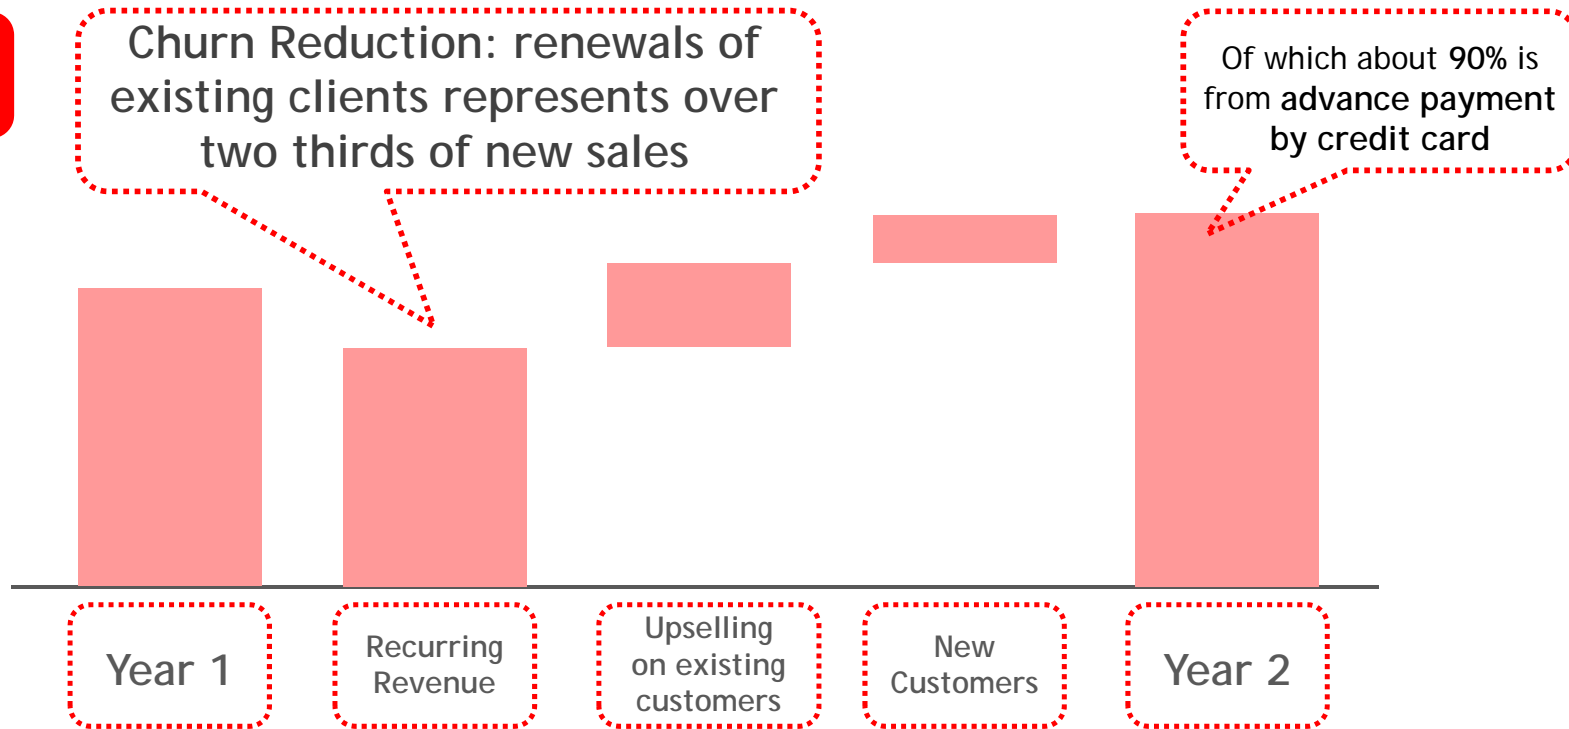 Churn Reduction: renewals of
existing clients represents over
two thirds of new sales
Of which about 90% is
from advance payment
by credit card
Year 1
Recurring
Revenue
Upselling
on existing
customers
New
Customers
Year 2